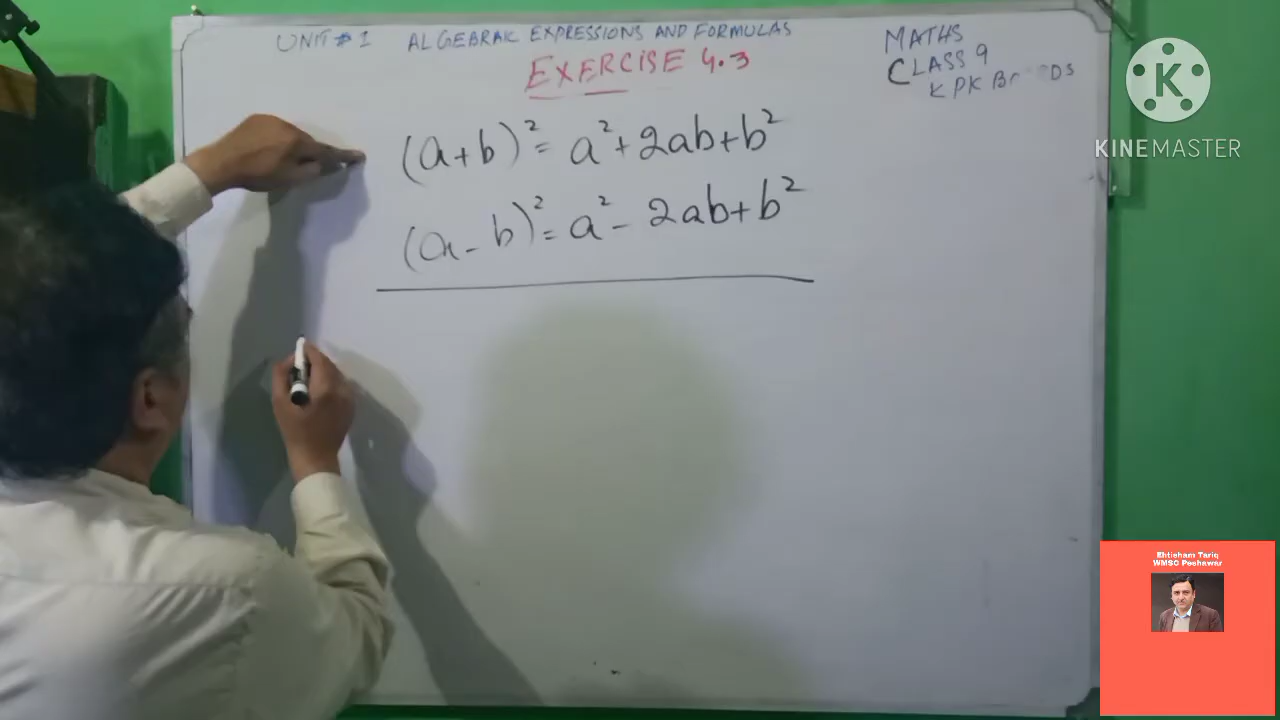 UNIT # 1 ALGEBRAIC EXPRESSIONS AND FORMULAS
EXERCISE 4.3
MATHS
CLASS 9
KPK
(a+b)² = a² + 2ab + b²
(a - b)² = a² - 2ab + b²
K
KINEMASTER
Ehtisham Tariq
WMSO Peshawar